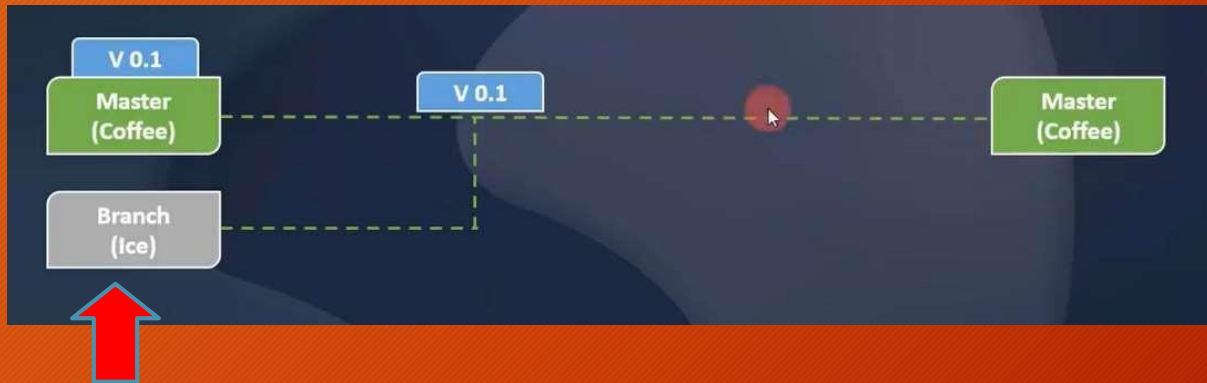 V 0.1
Master
(Coffee)
V 0.1
Master
(Coffee)
Branch
(Ice)